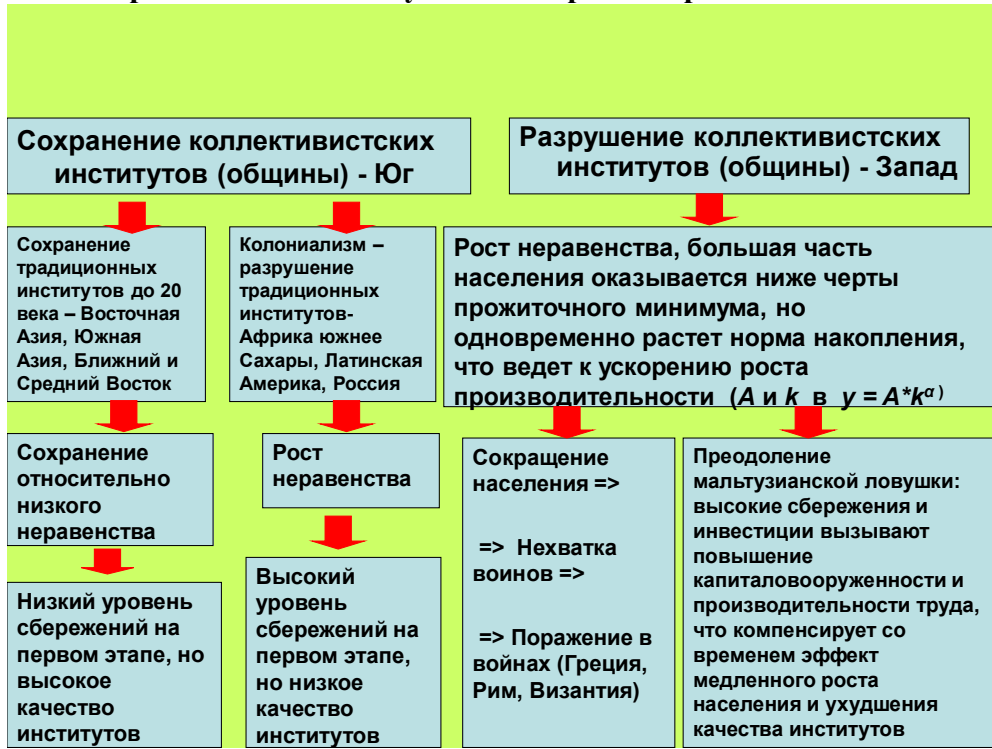 Сохранение коллективистских
институтов (общины) - Юг
Разрушение коллективистских
институтов (общины) - Запад
Сохранение
традиционных
институтов до 20
века – Восточная
Азия, Южная
Азия, Ближний и
Средний Восток
Колониализм –
разрушение
традиционных
институтов-
Африка южнее
Сахары, Латинская
Америка, Россия
Рост неравенства, большая часть
населения оказывается ниже черты
прожиточного минимума, но
одновременно растет норма накопления,
что ведет к ускорению роста
производительности (A и k в y = A*k^α )
Сохранение
относительно
низкого
неравенства
Рост
неравенства
Сокращение
населения =>
=> Нехватка
воинов =>
=> Поражение в
войнах (Греция,
Рим, Византия)
Преодоление
мальтузианской ловушки:
высокие сбережения и
инвестиции вызывают
повышение
капиталовооруженности и
производительности труда,
что компенсирует со
временем эффект
медленного роста
населения и ухудшения
качества институтов
Низкий уровень
сбережений на
первом этапе, но
высокое
качество
институтов
Высокий
уровень
сбережений на
первом этапе,
но низкое
качество
институтов